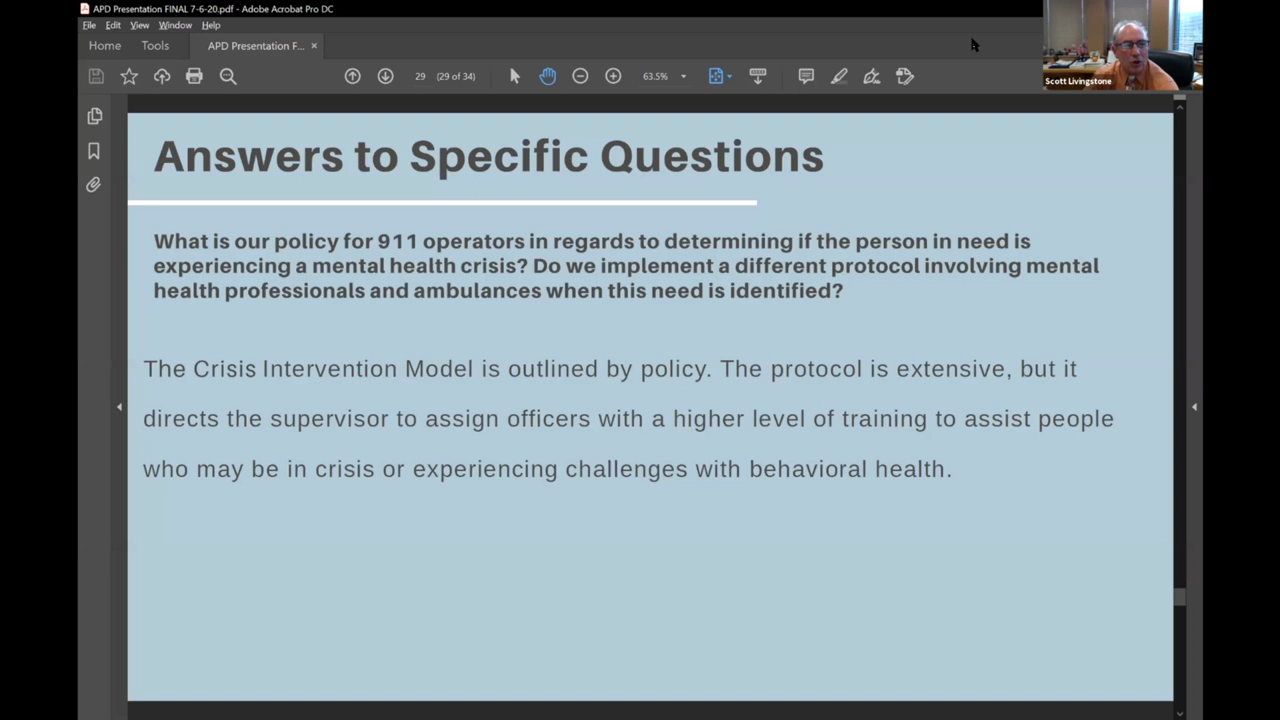 APD Presentation FINAL 7-6-20.pdf - Adobe Acrobat Pro DC
File Edit View Window Help
Home Tools APD Presentation F... ×
29 (29 of 34) 63.5%
Scott Livingstone
Answers to Specific Questions
What is our policy for 911 operators in regards to determining if the person in need is
experiencing a mental health crisis? Do we implement a different protocol involving mental
health professionals and ambulances when this need is identified?
The Crisis Intervention Model is outlined by policy. The protocol is extensive, but it
directs the supervisor to assign officers with a higher level of training to assist people
who may be in crisis or experiencing challenges with behavioral health.